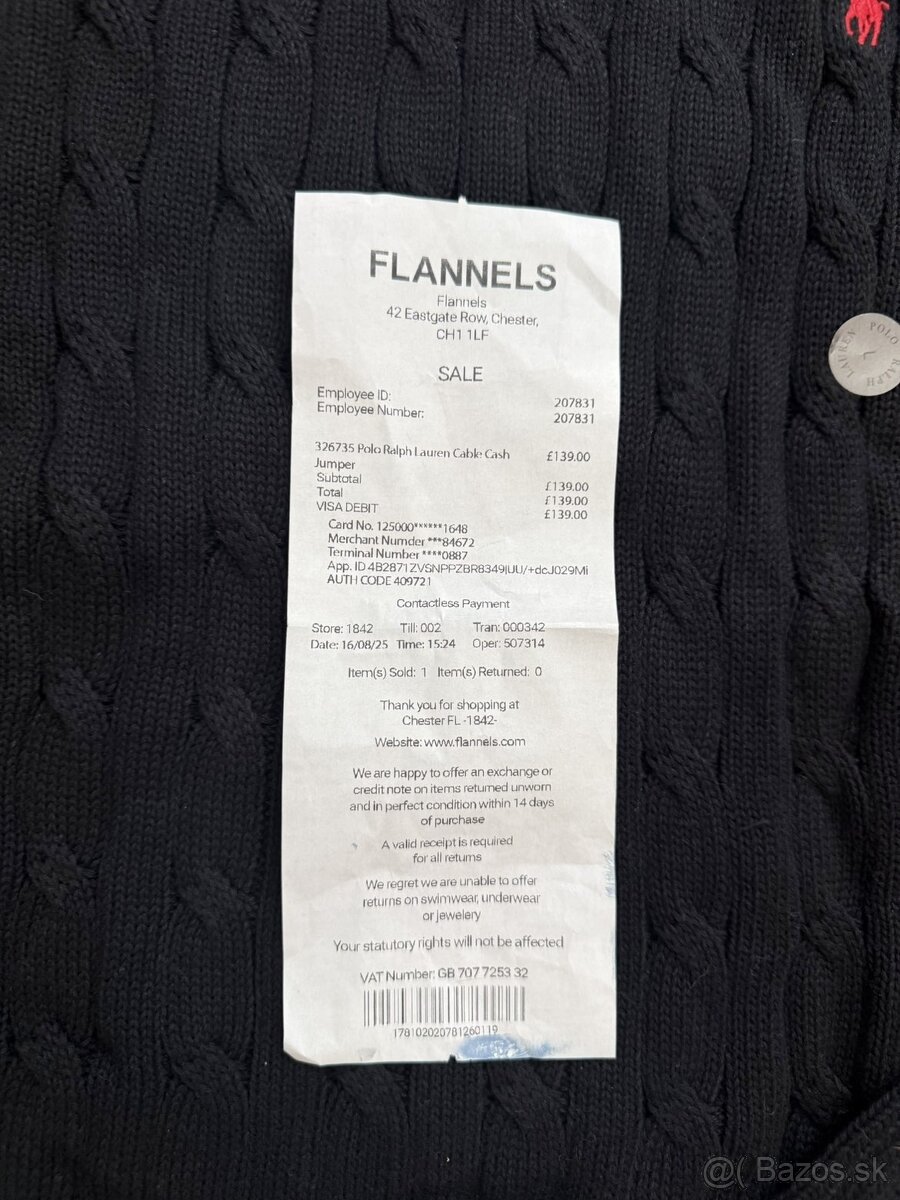 FLANNELS
Flannels
42 Eastgate Row, Chester,
CH1 1LF
SALE
Employee ID: 207831
Employee Number: 207831
326735 Polo Ralph Lauren Cable Cash £139.00
Jumper
Subtotal £139.00
Total £139.00
VISA DEBIT £139.00
Card No. 125000******1648
Merchant Numder ***84672
Terminal Number ****0887
App. ID 4B2871ZVSNPPZBR8349|UU/+dcJ029Mi
AUTH CODE 409721
Contactless Payment
Store: 1842 Till: 002 Tran: 000342
Date: 16/08/25 Time: 15:24 Oper: 507314
Item(s) Sold: 1 Item(s) Returned: 0
Thank you for shopping at
Chester FL -1842-
Website: www.flannels.com
We are happy to offer an exchange or
credit note on items returned unworn
and in perfect condition within 14 days
of purchase
A valid receipt is required
for all returns
We regret we are unable to offer
returns on swimwear, underwear
or jewelery
Your statutory rights will not be affected
VAT Number: GB 707 7253 32
178102020781260119
POLO RALPH LAUREN
L
@( Bazos.sk